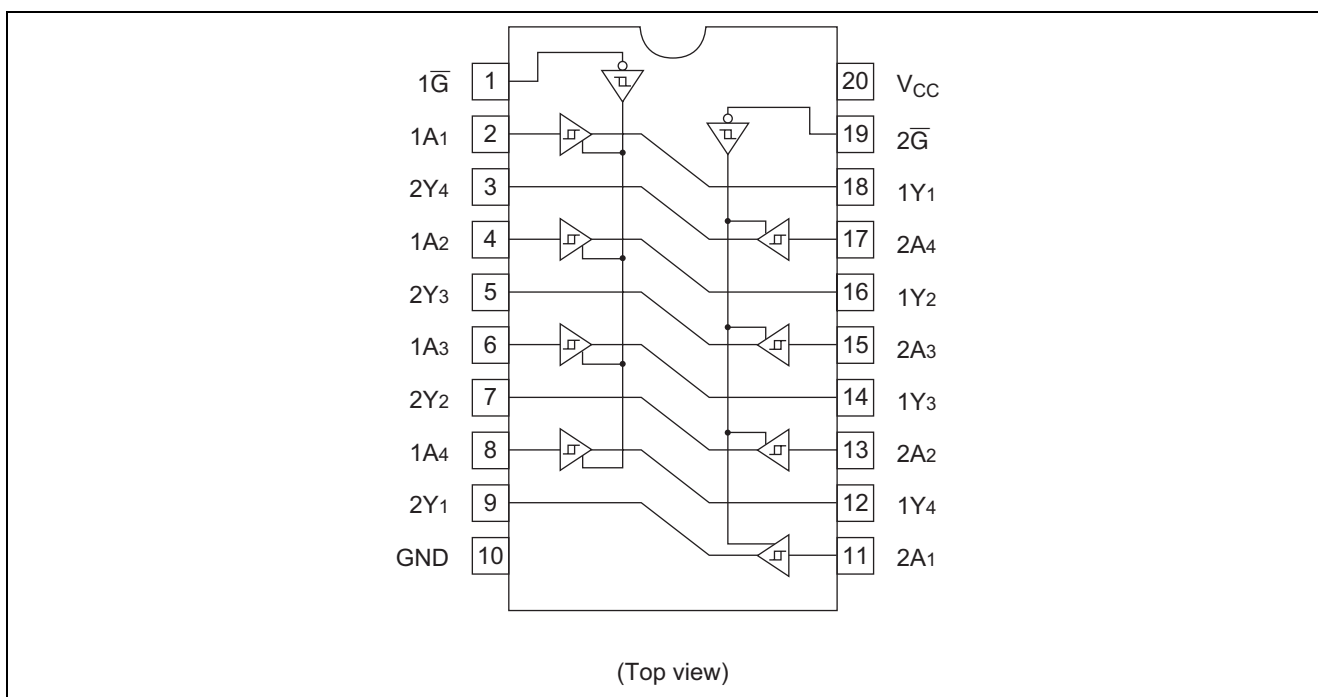 1G̅ 1 20 VCC
1A1 2 19 2G̅
2Y4 3 18 1Y1
1A2 4 17 2A4
2Y3 5 16 1Y2
1A3 6 15 2A3
2Y2 7 14 1Y3
1A4 8 13 2A2
2Y1 9 12 1Y4
GND 10 11 2A1
(Top view)